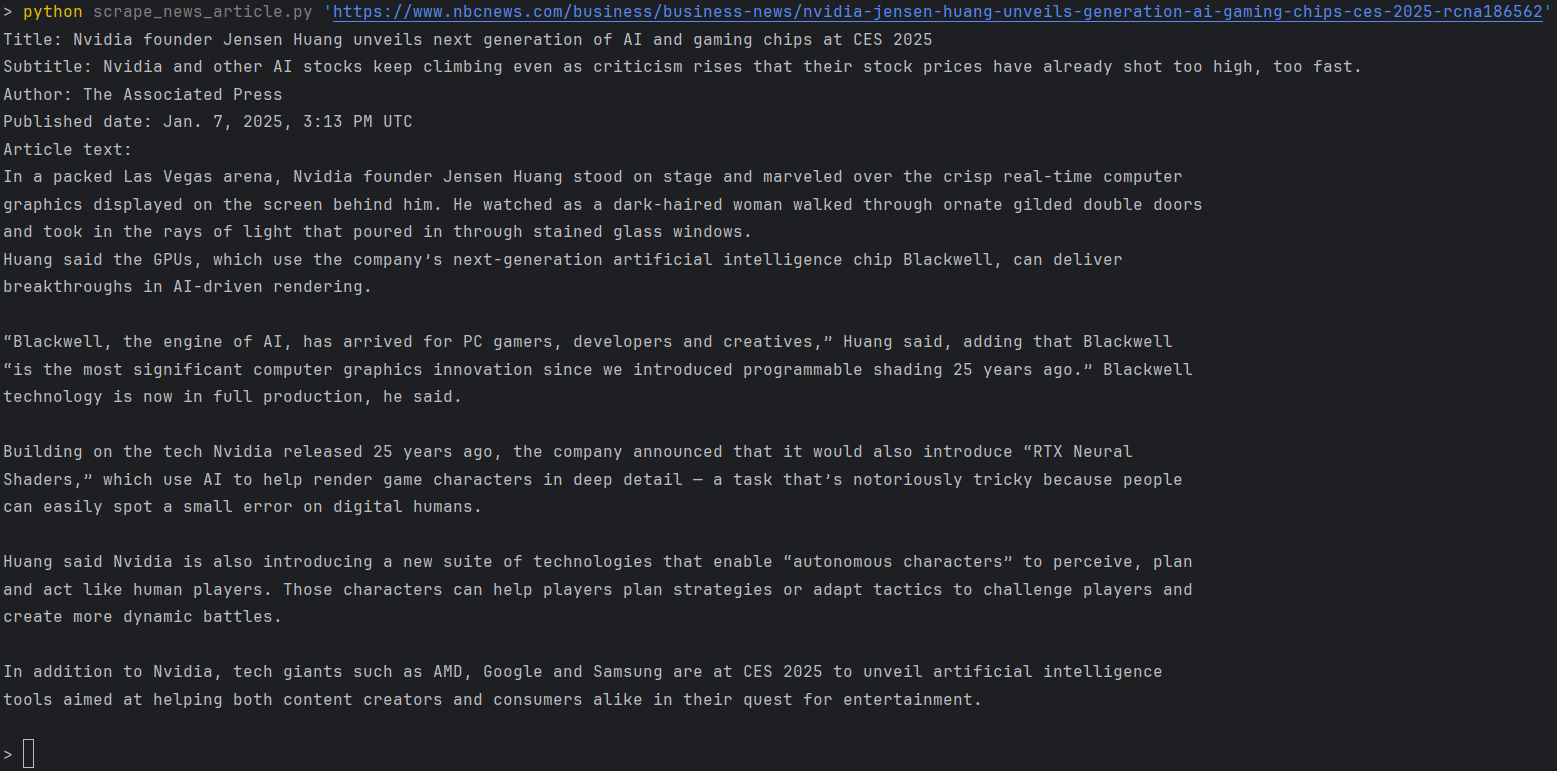 > python scrape_news_article.py 'https://www.nbcnews.com/business/business-news/nvidia-jensen-huang-unveils-generation-ai-gaming-chips-ces-2025-rcna186562'
Title: Nvidia founder Jensen Huang unveils next generation of AI and gaming chips at CES 2025
Subtitle: Nvidia and other AI stocks keep climbing even as criticism rises that their stock prices have already shot too high, too fast.
Author: The Associated Press
Published date: Jan. 7, 2025, 3:13 PM UTC
Article text:
In a packed Las Vegas arena, Nvidia founder Jensen Huang stood on stage and marveled over the crisp real-time computer
graphics displayed on the screen behind him. He watched as a dark-haired woman walked through ornate gilded double doors
and took in the rays of light that poured in through stained glass windows.
Huang said the GPUs, which use the company’s next-generation artificial intelligence chip Blackwell, can deliver
breakthroughs in AI-driven rendering.

“Blackwell, the engine of AI, has arrived for PC gamers, developers and creatives,” Huang said, adding that Blackwell
“is the most significant computer graphics innovation since we introduced programmable shading 25 years ago.” Blackwell
technology is now in full production, he said.

Building on the tech Nvidia released 25 years ago, the company announced that it would also introduce “RTX Neural
Shaders,” which use AI to help render game characters in deep detail — a task that’s notoriously tricky because people
can easily spot a small error on digital humans.

Huang said Nvidia is also introducing a new suite of technologies that enable “autonomous characters” to perceive, plan
and act like human players. Those characters can help players plan strategies or adapt tactics to challenge players and
create more dynamic battles.

In addition to Nvidia, tech giants such as AMD, Google and Samsung are at CES 2025 to unveil artificial intelligence
tools aimed at helping both content creators and consumers alike in their quest for entertainment.

>